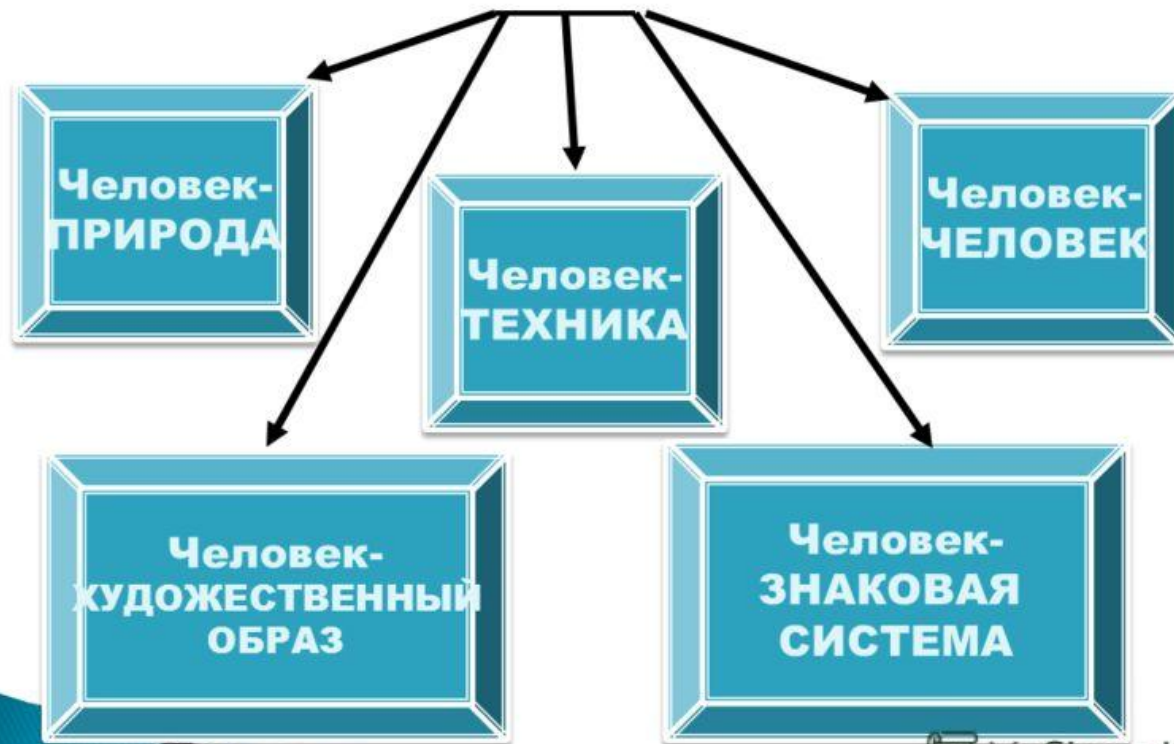 Человек-
ПРИРОДА
Человек-
ТЕХНИКА
Человек-
ЧЕЛОВЕК
Человек-
ХУДОЖЕСТВЕННЫЙ
ОБРАЗ
Человек-
ЗНАКОВАЯ
СИСТЕМА